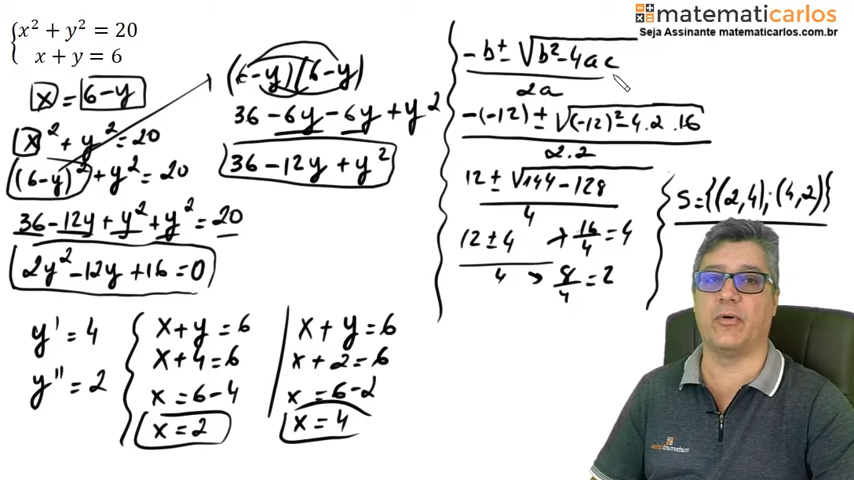 x² + y² = 20
x + y = 6
x = 6-y
x² + y² = 20
(6-y)² + y² = 20
36 - 12y + y² + y² = 20
2y² - 12y + 16 = 0
y' = 4
y'' = 2
x + y = 6
x + 4 = 6
x = 6 - 4
x = 2
x + y = 6
x + 2 = 6
x = 6 - 2
x = 4
(6-y)(6-y)
36 - 6y - 6y + y²
36 - 12y + y²
-b ± √b² - 4ac
2a
-(-12) ± √(-12)² - 4.2.16
2.2
12 ± √144 - 128
4
12 ± 4
4
→ 16/4 = 4
→ 8/4 = 2
S = {(2,4);(4,2)}
matematicarlos
Seja Assinante matematicarlos.com.br